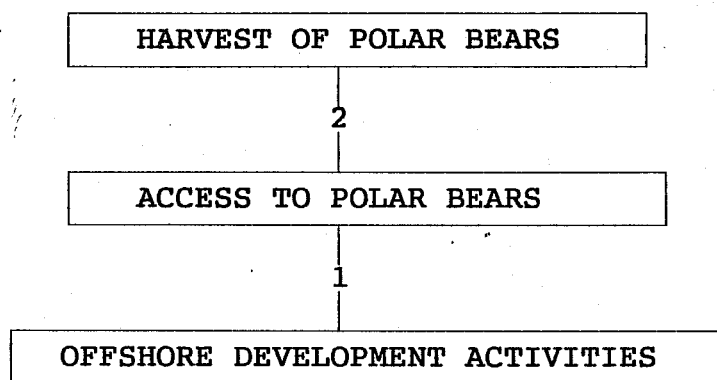 HARVEST OF POLAR BEARS
2
ACCESS TO POLAR BEARS
1
OFFSHORE DEVELOPMENT ACTIVITIES